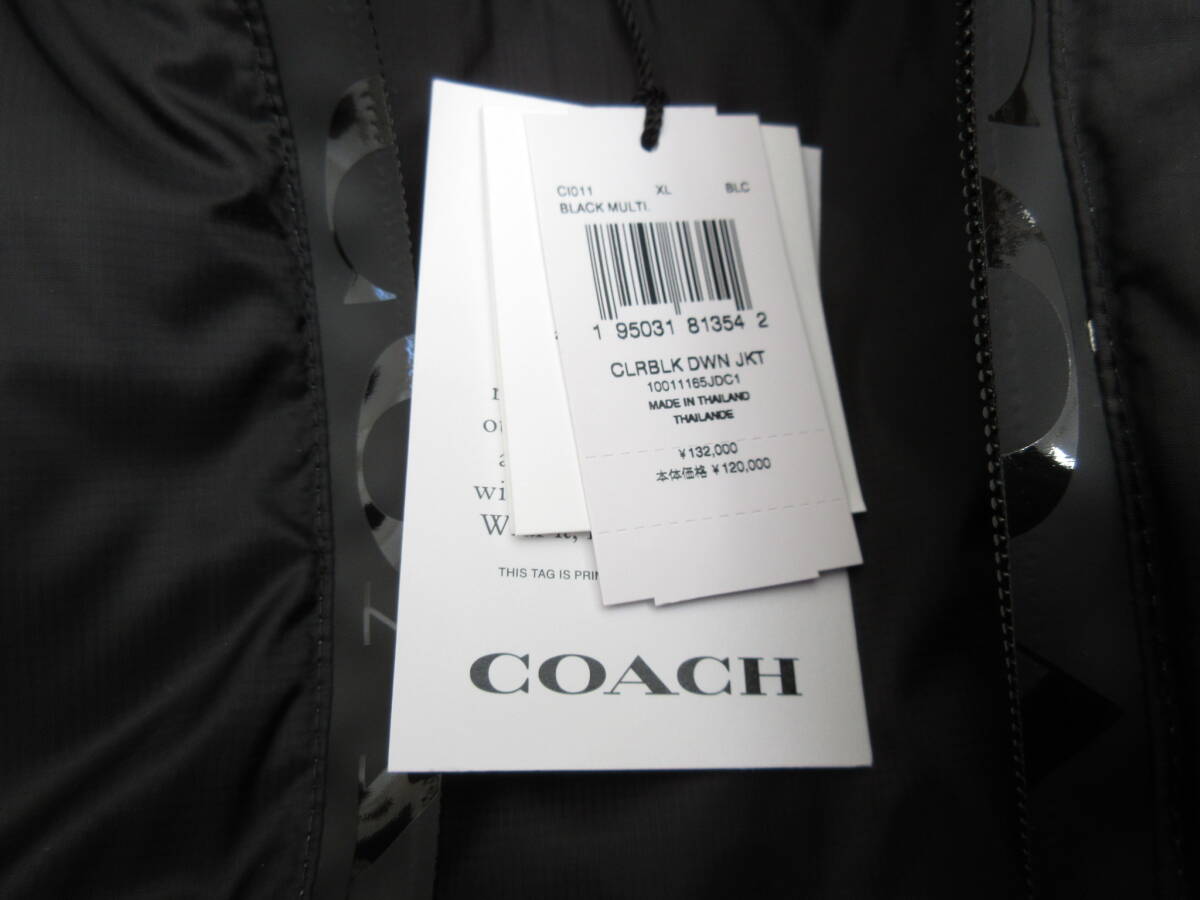 CI011 XL BLC
BLACK MULTI.
1 95031 81354 2
CLRBLK DWN JKT
10011165JDC1
MADE IN THAILAND
THAILANDE
¥132,000
本体価格 ¥120,000
THIS TAG IS
COACH